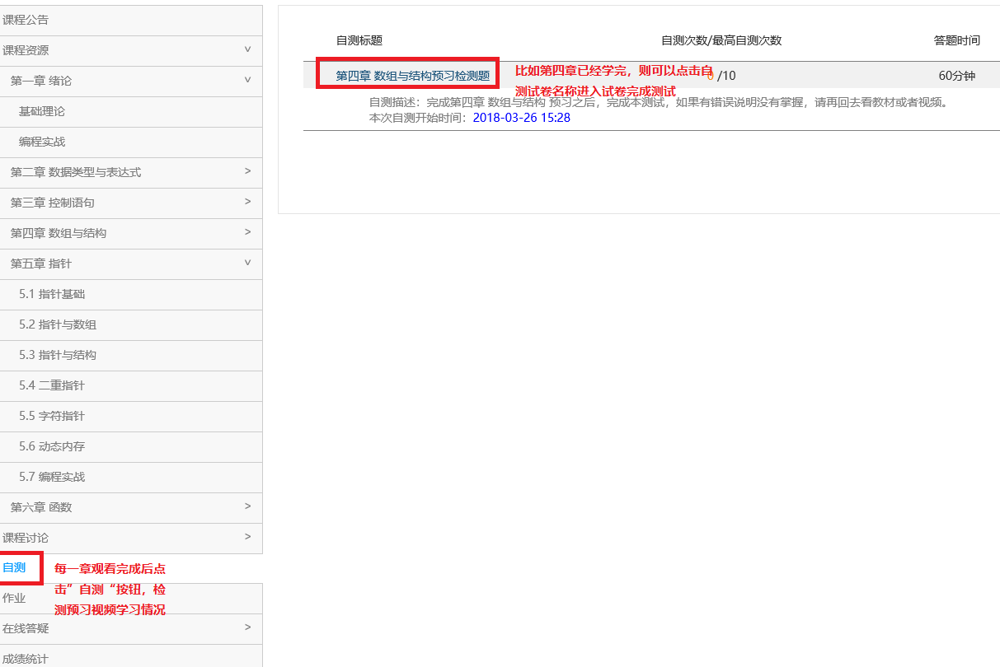 课程公告
课程资源
第一章 绪论
基础理论
编程实战
第二章 数据类型与表达式
第三章 控制语句
第四章 数组与结构
第五章 指针
5.1 指针基础
5.2 指针与数组
5.3 指针与结构
5.4 二重指针
5.5 字符指针
5.6 动态内存
5.7 编程实战
第六章 函数
课程讨论
自测
每一章观看完成后点
击”自测“按钮，检
测预习视频学习情况
作业
在线答疑
成绩统计
自测标题 自测次数/最高自测次数 答题时间
第四章 数组与结构预习检测题 0 /10 60分钟
比如第四章已经学完，则可以点击自
测试卷名称进入试卷完成测试
自测描述：完成第四章 数组与结构 预习之后，完成本测试，如果有错误说明没有掌握，请再回去看教材或者视频。
本次自测开始时间：2018-03-26 15:28